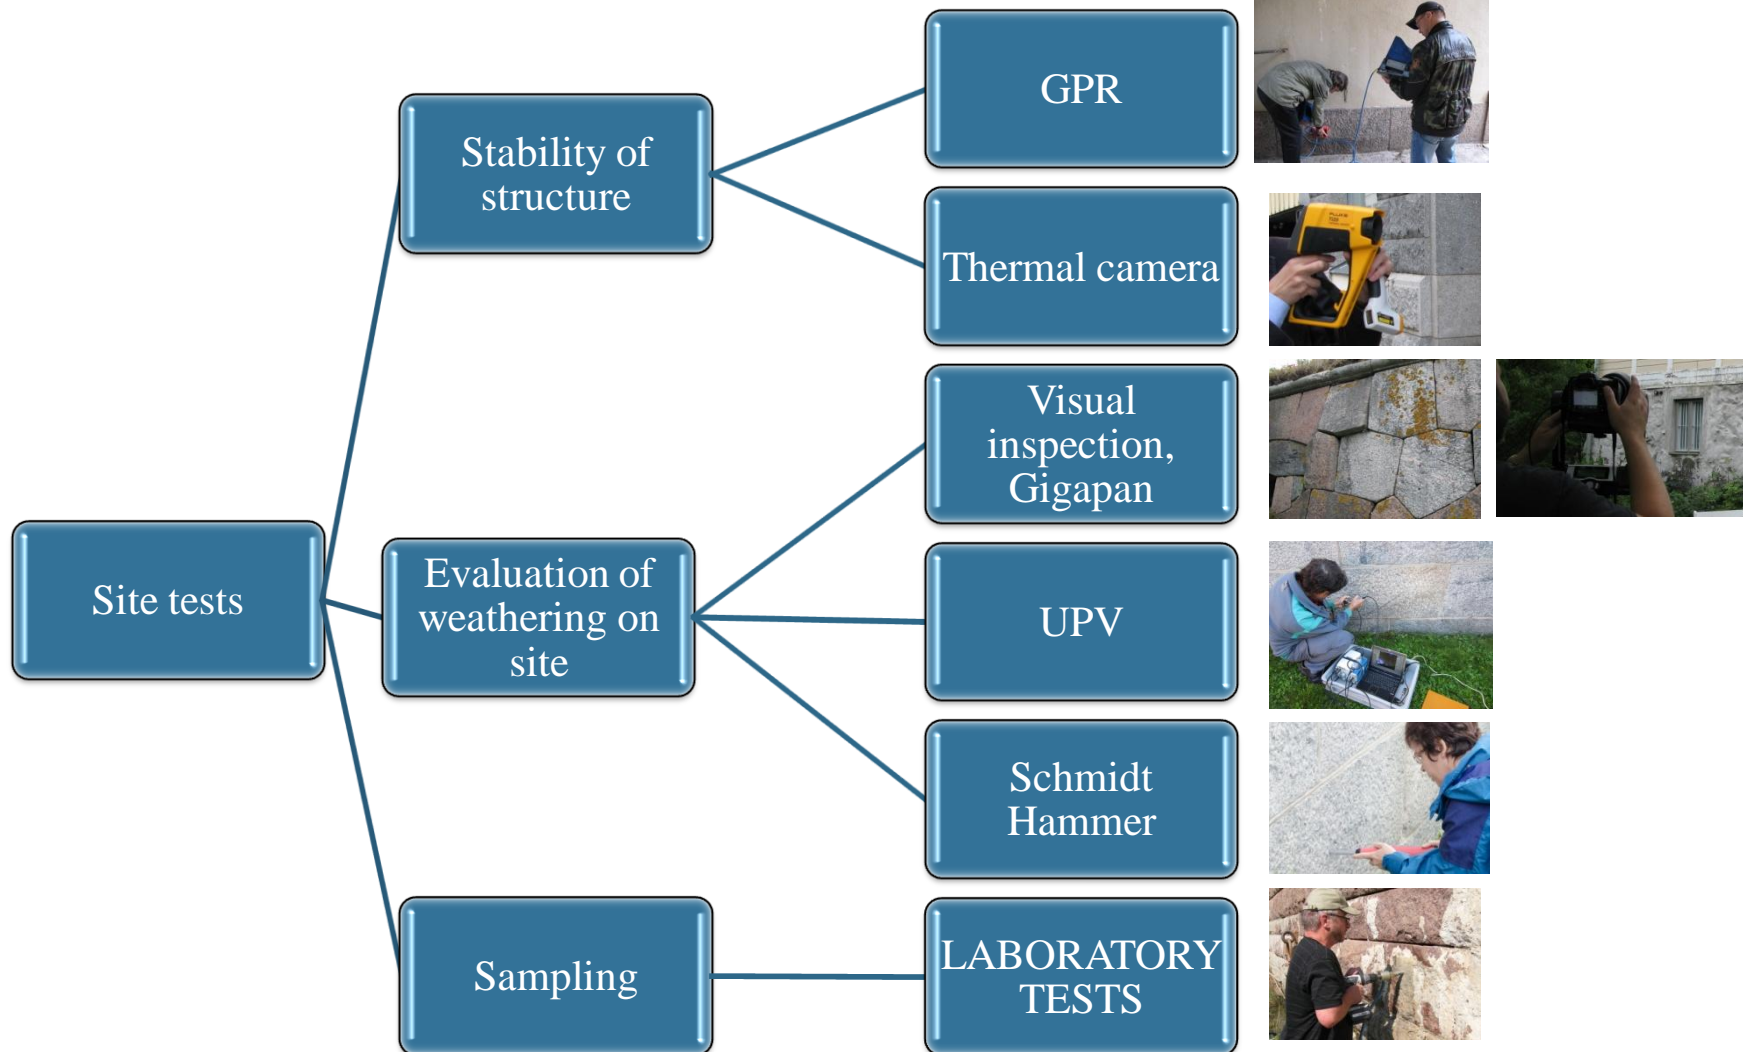 Site tests
Stability of
structure
GPR
Thermal camera
Evaluation of
weathering on
site
Visual
inspection,
Gigapan
UPV
Schmidt
Hammer
Sampling
LABORATORY
TESTS
FLUKE